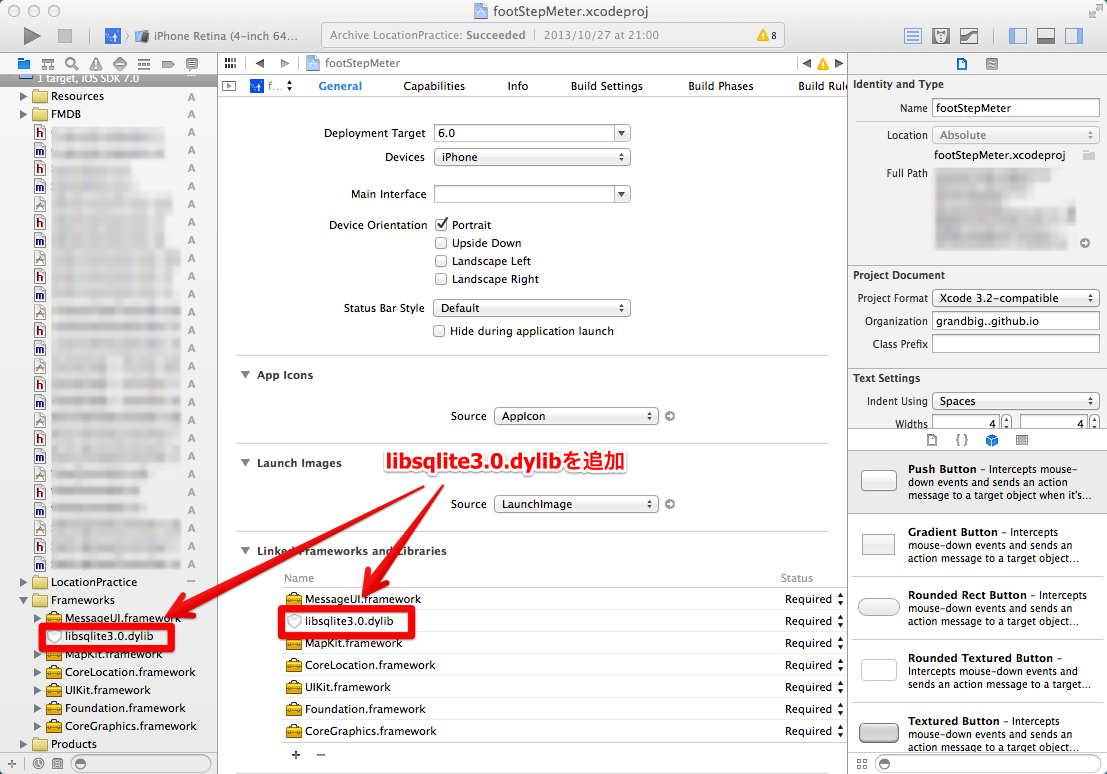 footStepMeter.xcodeproj
iPhone Retina (4-inch 64...
Archive LocationPractice: Succeeded | 2013/10/27 at 21:00
8
footStepMeter
1 target, iOS SDK 7.0
Resources A
FMDB A
LocationPractice
Frameworks
MessageUI.framework
libsqlite3.0.dylib
MapKit.framework
CoreLocation.framework
UIKit.framework
Foundation.framework
CoreGraphics.framework
Products
f... General Capabilities Info Build Settings Build Phases Build Rul
Deployment Target 6.0
Devices iPhone
Main Interface
Device Orientation Portrait
Upside Down
Landscape Left
Landscape Right
Status Bar Style Default
Hide during application launch
App Icons
Source AppIcon
Launch Images
libsqlite3.0.dylibを追加
Source LaunchImage
Linked Frameworks and Libraries
Name Status
MessageUI.framework Required
libsqlite3.0.dylib Required
MapKit.framework Required
CoreLocation.framework Required
UIKit.framework Required
Foundation.framework Required
CoreGraphics.framework Required
Identity and Type
Name footStepMeter
Location Absolute
footStepMeter.xcodeproj
Full Path
Project Document
Project Format Xcode 3.2-compatible
Organization grandbig..github.io
Class Prefix
Text Settings
Indent Using Spaces
Widths 4 4
Push Button - Intercepts mouse-
down events and sends an action
message to a target object when it's...
Gradient Button - Intercepts
mouse-down events and sends an
action message to a target object...
Rounded Rect Button - Intercepts
mouse-down events and sends an
action message to a target object...
Rounded Textured Button -
Intercepts mouse-down events and
sends an action message to a target...
Textured Button - Intercepts
mouse-down events and sends an
action message to a target object...